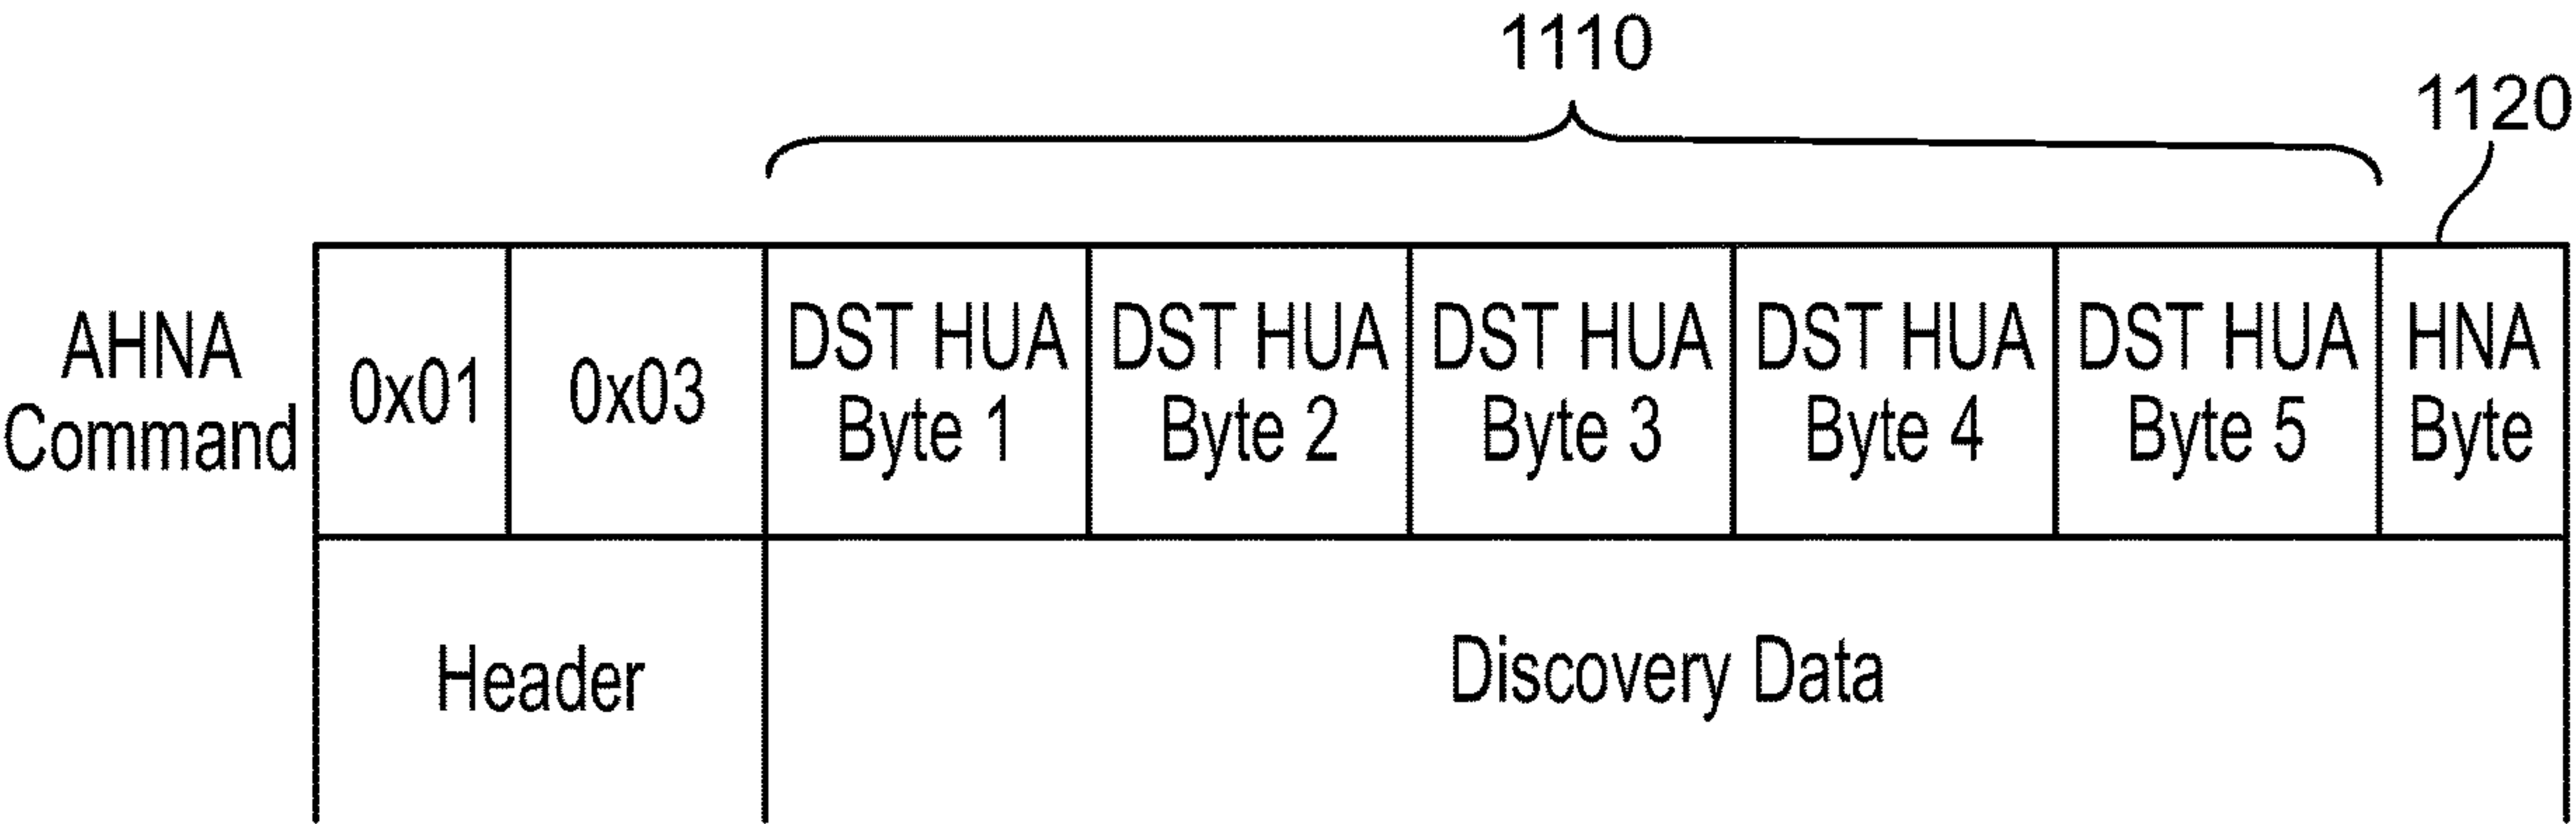 1110
1120
AHNA
Command
0x01
0x03
DST HUA
Byte 1
DST HUA
Byte 2
DST HUA
Byte 3
DST HUA
Byte 4
DST HUA
Byte 5
HNA
Byte
Header
Discovery Data